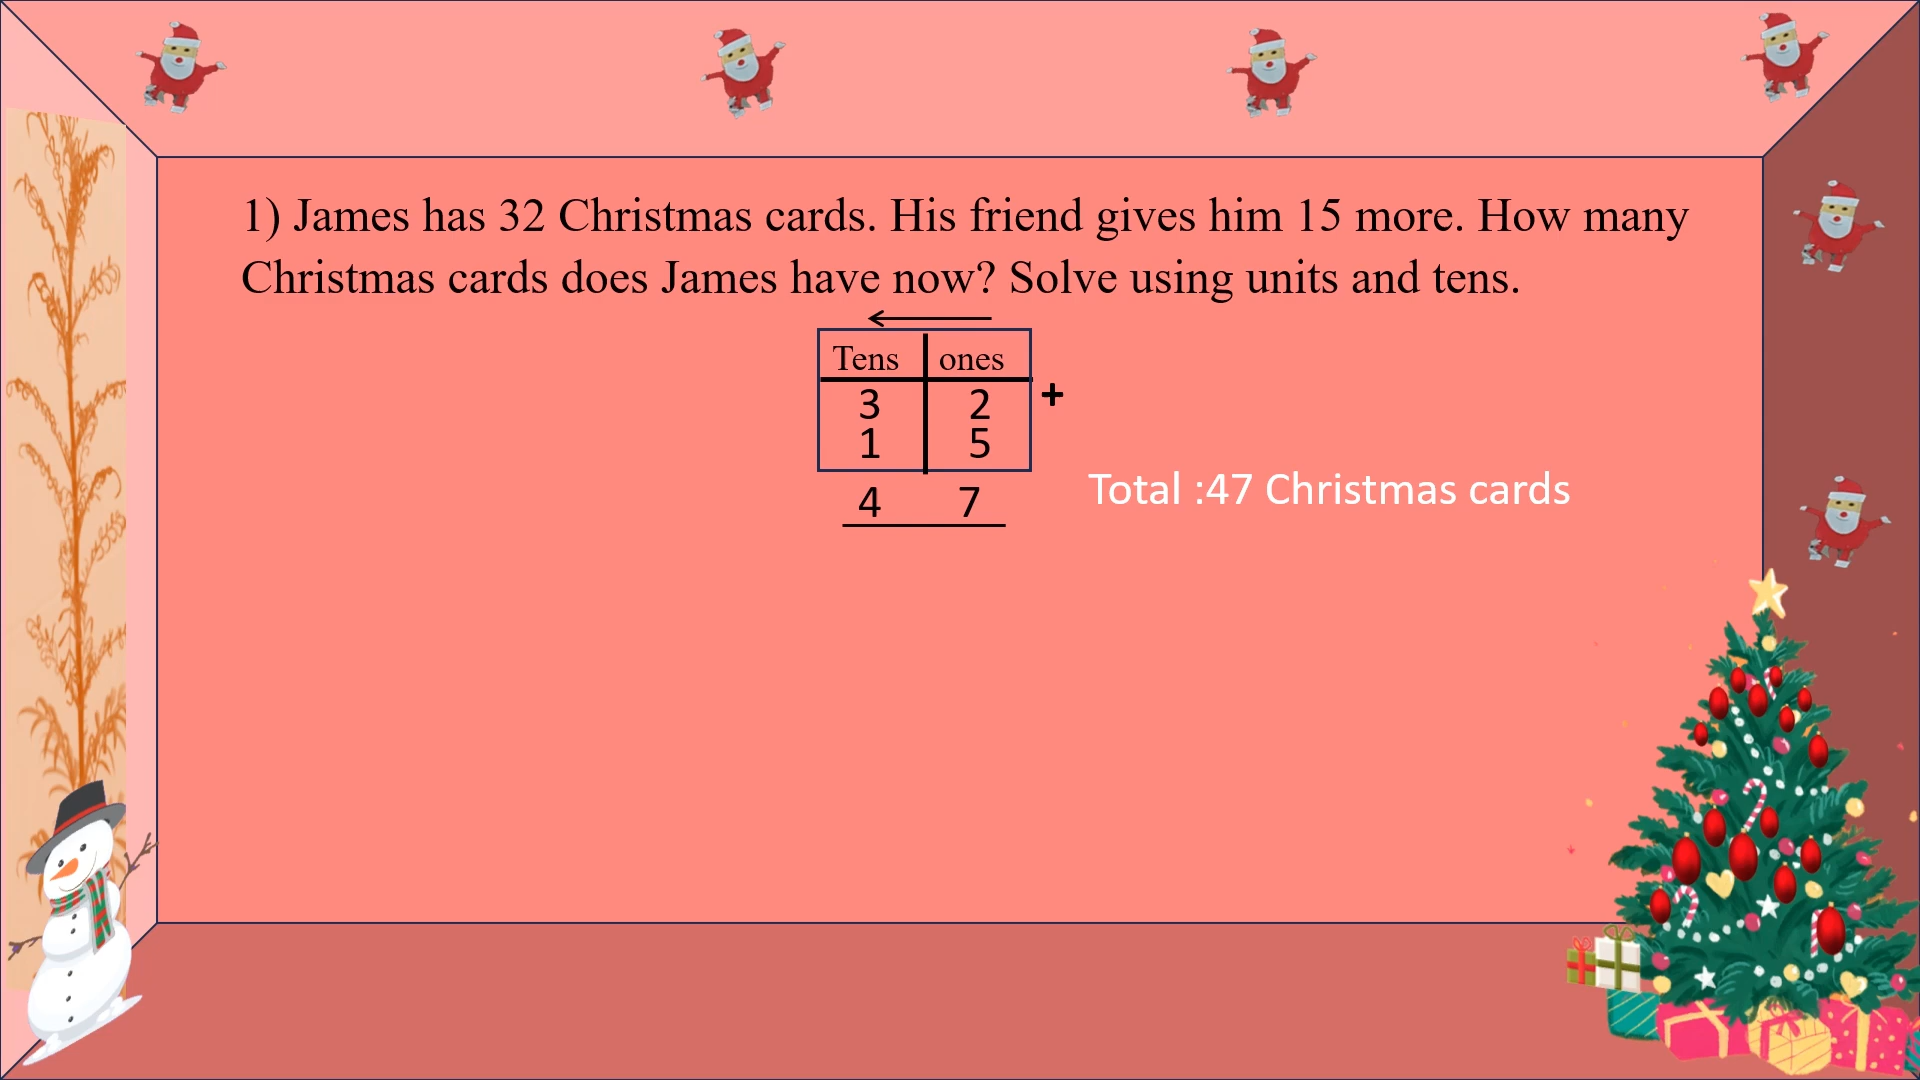 1) James has 32 Christmas cards. His friend gives him 15 more. How many
Christmas cards does James have now? Solve using units and tens.
Tens ones
3 2 +
1 5
4 7
Total :47 Christmas cards